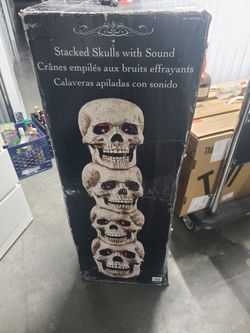 Stacked Skulls with Sound
Crânes empilés aux bruits effrayants
Calaveras apiladas con sonido